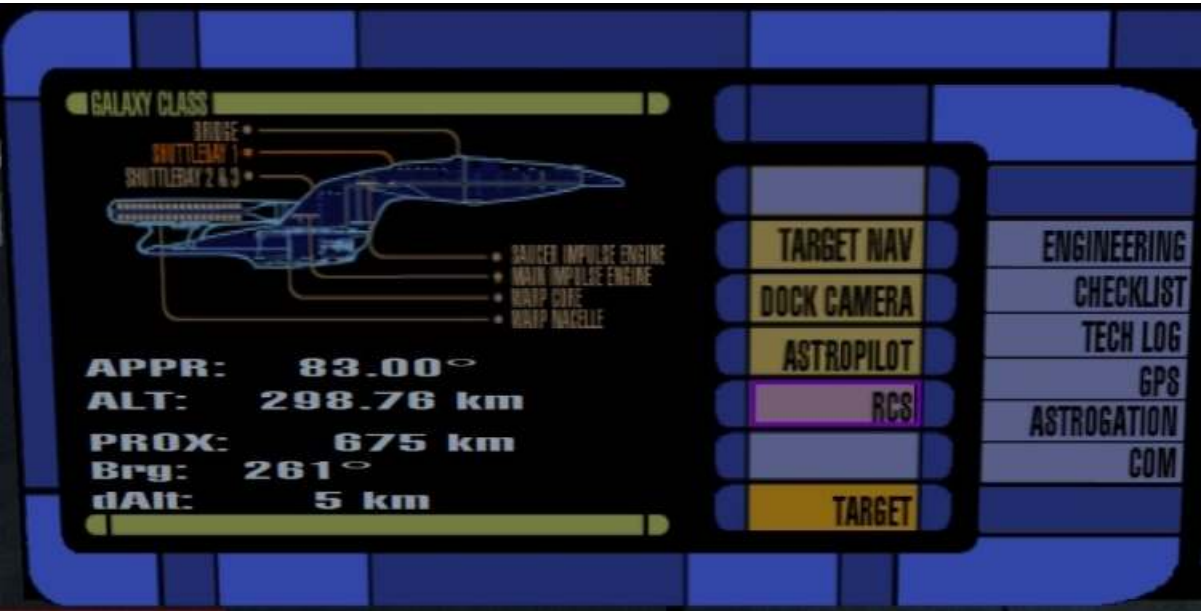 GALAXY CLASS
BRIDGE
SHUTTLEBAY 1
SHUTTLEBAY 2 & 3
SAUCER IMPULSE ENGINE
MAIN IMPULSE ENGINE
WARP CORE
WARP NACELLE
APPR: 83.00°
ALT: 298.76 km
PROX: 675 km
Brg: 261°
dAlt: 5 km
TARGET NAV
DOCK CAMERA
ASTROPILOT
RCS
TARGET
ENGINEERING
CHECKLIST
TECH LOG
GPS
ASTROGATION
COM